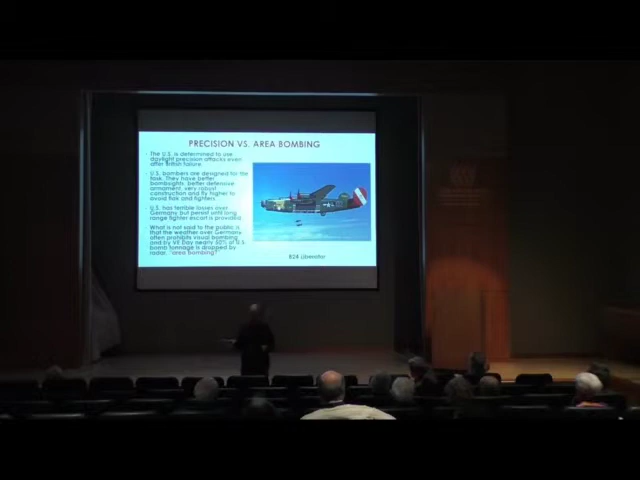 PRECISION VS. AREA BOMBING
The U.S. is determined to use
daylight precision attacks even
after British failure.
U.S. bombers are designed for the
task. They have better
bombsights, better defensive
armament, very robust
construction and fly higher to
avoid flak and fighters
U.S. has terrible losses over
Germany but persist until long
range fighter escort is provided
What is not said to the public is
that the weather over Germany
often prohibits visual bombing
and by VE Day nearly 50% of U.S.
bomb tonnage is dropped by
radar, "area bombing?"
B24 Liberator